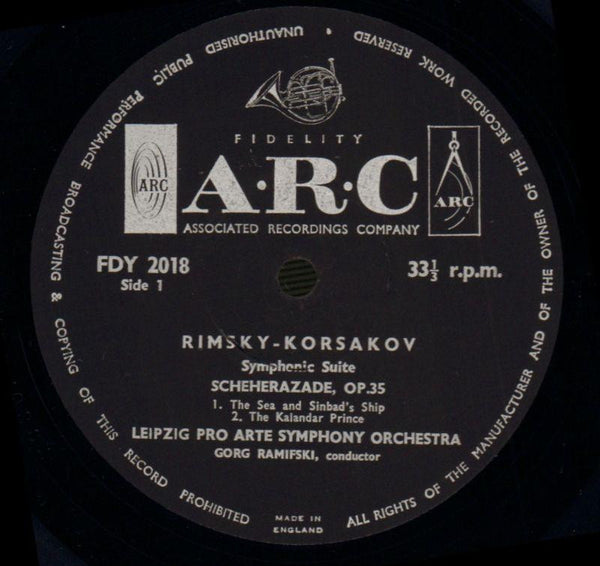 ALL RIGHTS OF THE MANUFACTURER AND OF THE OWNER OF THE RECORDED WORK RESERVED · UNAUTHORISED PUBLIC PERFORMANCE BROADCASTING & COPYING OF THIS RECORD PROHIBITED
FIDELITY
ARC
A·R·C
ARC
ASSOCIATED RECORDINGS COMPANY
FDY 2018
33⅓ r.p.m.
Side 1
RIMSKY-KORSAKOV
Symphonic Suite
SCHEHERAZADE, OP.35
1. The Sea and Sinbad's Ship
2. The Kalandar Prince
LEIPZIG PRO ARTE SYMPHONY ORCHESTRA
GORG RAMIFSKI, conductor
MADE IN
ENGLAND